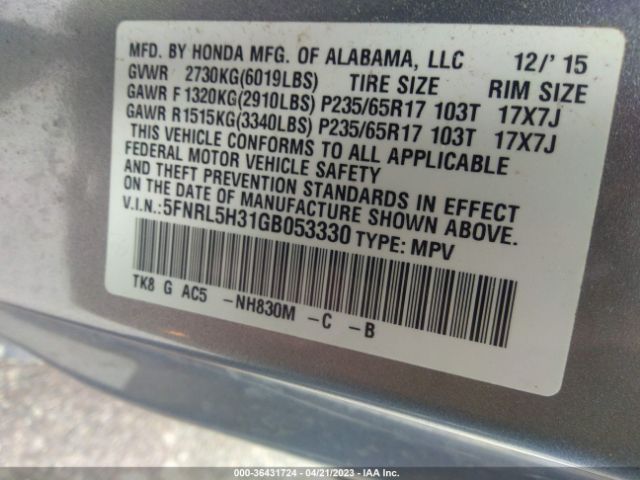 MFD. BY HONDA MFG. OF ALABAMA, LLC 12/' 15
GVWR 2730KG(6019LBS) TIRE SIZE RIM SIZE
GAWR F 1320KG(2910LBS) P235/65R17 103T 17X7J
GAWR R1515KG(3340LBS) P235/65R17 103T 17X7J
THIS VEHICLE CONFORMS TO ALL APPLICABLE
FEDERAL MOTOR VEHICLE SAFETY
AND THEFT PREVENTION STANDARDS IN EFFECT
ON THE DATE OF MANUFACTURE SHOWN ABOVE.
V.I.N.:5FNRL5H31GB053330 TYPE: MPV
TK8 G AC5 -NH830M -C -B
000-36431724 - 04/21/2023 - IAA Inc.